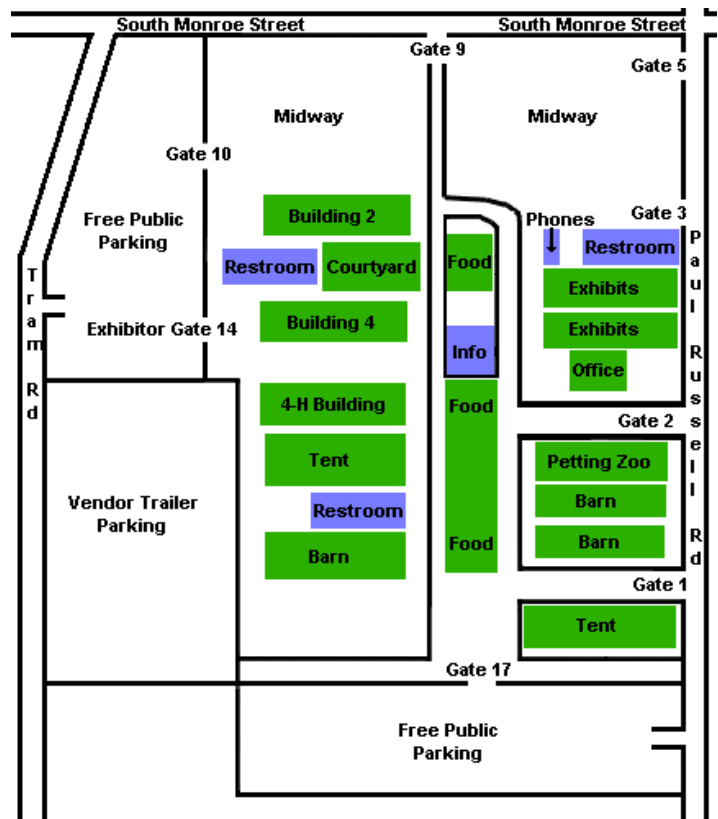 South Monroe Street
South Monroe Street
Gate 9
Gate 5
Midway
Midway
Gate 10
Free Public
Parking
Building 2
Phones
Gate 3
Restroom
Courtyard
Food
Restroom
Exhibits
Building 4
Exhibitor Gate 14
Info
Exhibits
Office
4-H Building
Food
Gate 2
Tent
Petting Zoo
Vendor Trailer
Parking
Restroom
Barn
Barn
Food
Barn
Gate 1
Tent
Gate 17
Free Public
Parking
Tram Rd
Paul Russell Rd